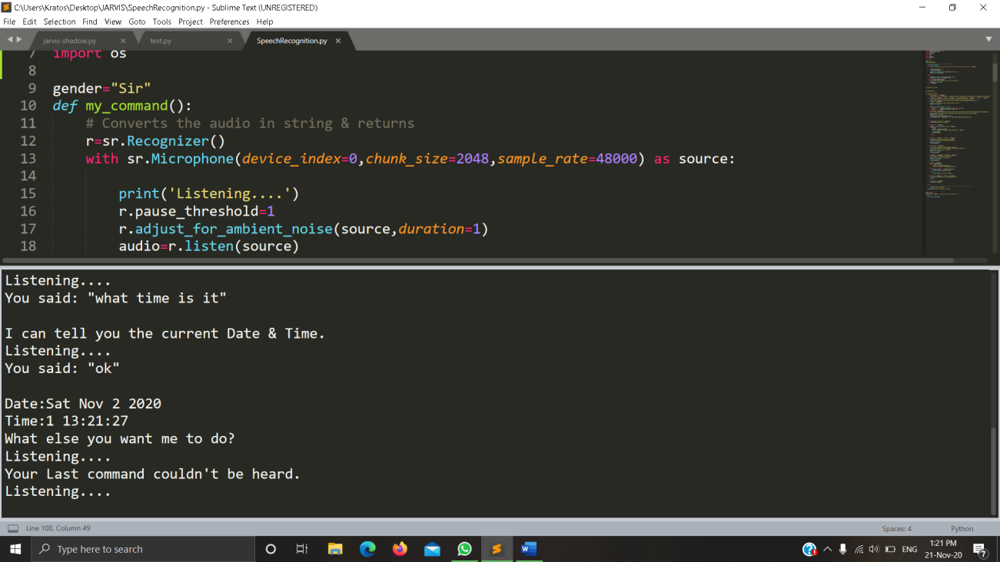 C:\Users\Kratos\Desktop\JARVIS\SpeechRecognition.py - Sublime Text (UNREGISTERED)
File Edit Selection Find View Goto Tools Project Preferences Help
jarvis-shadow.py test.py SpeechRecognition.py
7 import os
8
9 gender="Sir"
10 def my_command():
11 # Converts the audio in string & returns
12 r=sr.Recognizer()
13 with sr.Microphone(device_index=0,chunk_size=2048,sample_rate=48000) as source:
14
15 print('Listening....')
16 r.pause_threshold=1
17 r.adjust_for_ambient_noise(source,duration=1)
18 audio=r.listen(source)
Listening....
You said: "what time is it"
I can tell you the current Date & Time.
Listening....
You said: "ok"
Date:Sat Nov 2 2020
Time:1 13:21:27
What else you want me to do?
Listening....
Your Last command couldn't be heard.
Listening....
Line 108, Column 49 Spaces: 4 Python
Type here to search ENG 1:21 PM
21-Nov-20 7